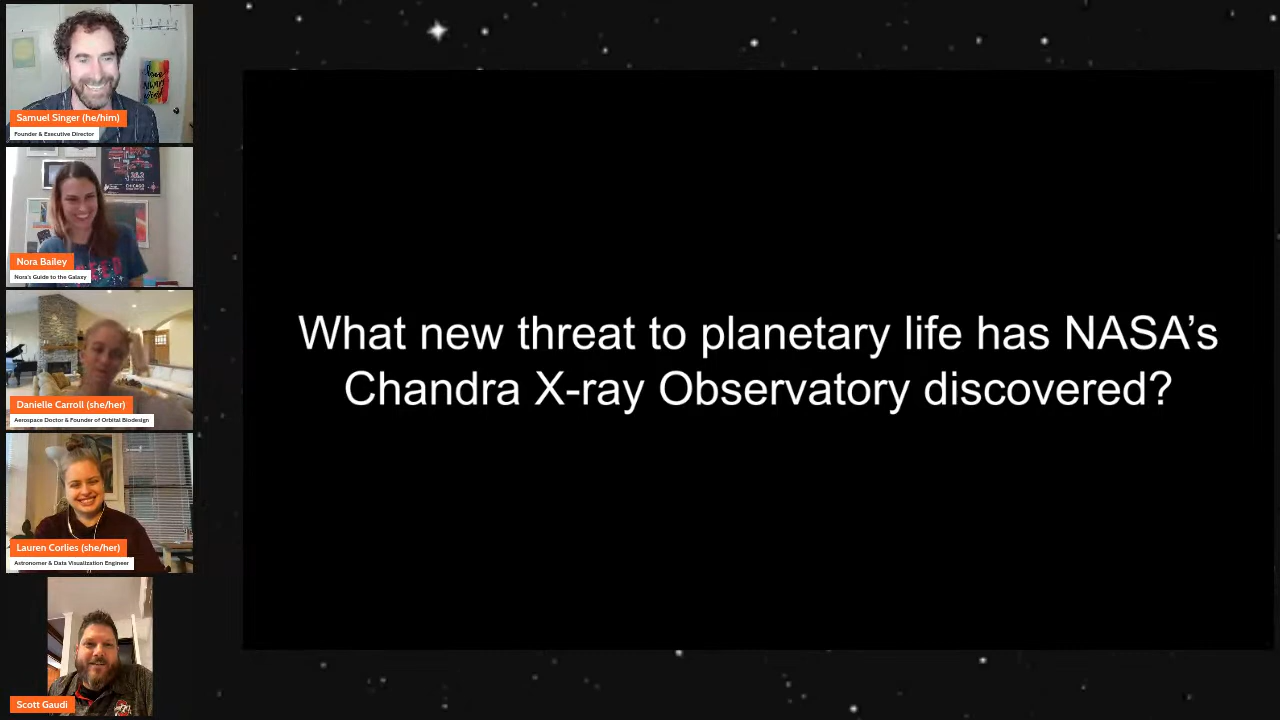 Samuel Singer (he/him)
Founder & Executive Director
CHICAGO
Nora Bailey
Nora's Guide to the Galaxy
Danielle Carroll (she/her)
Aerospace Doctor & Founder of Orbital Biodesign
Lauren Corlies (she/her)
Astronomer & Data Visualization Engineer
Scott Gaudi
What new threat to planetary life has NASA’s
Chandra X-ray Observatory discovered?